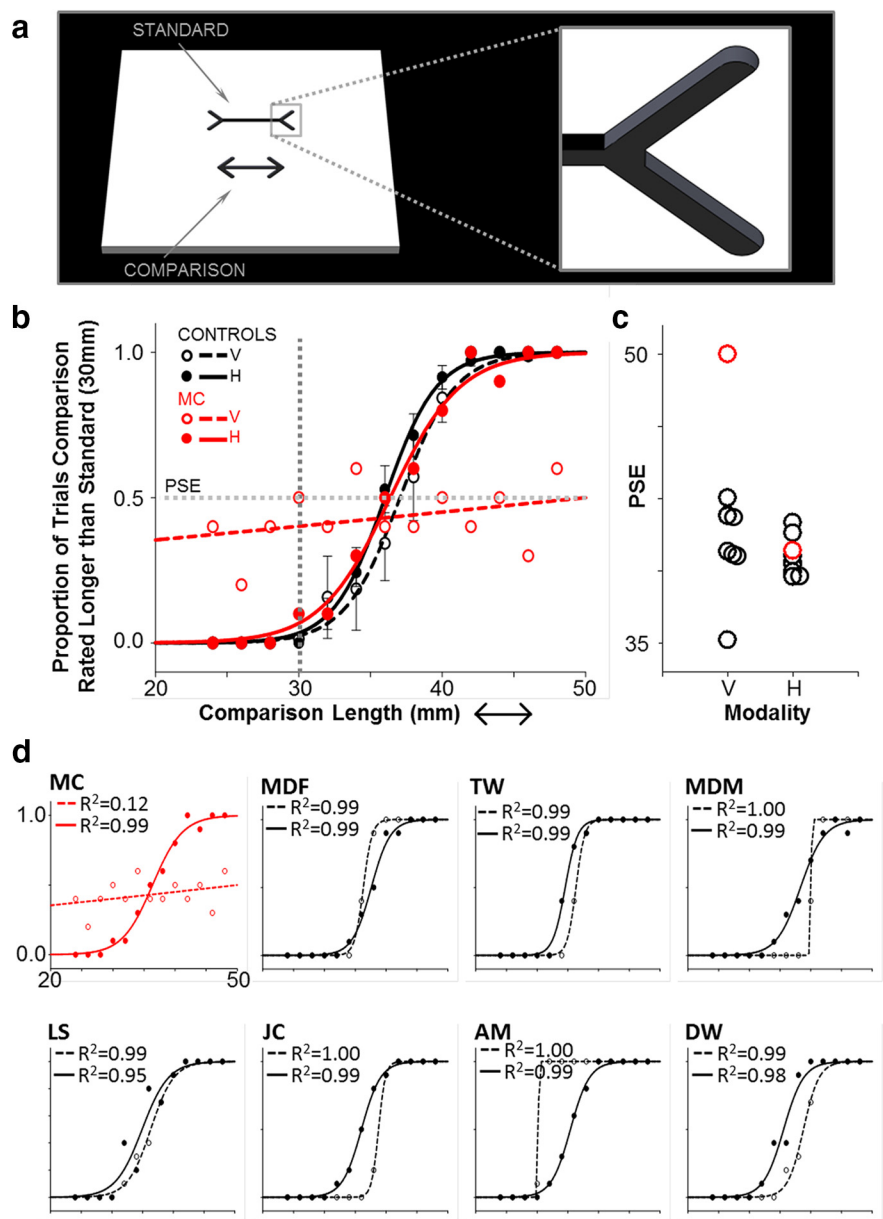 a
STANDARD
COMPARISON
b
CONTROLS
V
H
MC
V
H
Proportion of Trials Comparison
Rated Longer than Standard (30mm)
1.0
0.5
0.0
PSE
20
30
40
50
Comparison Length (mm)
c
PSE
50
35
V
H
Modality
d
MC
R²=0.12
R²=0.99
1.0
0.0
20
50
MDF
R²=0.99
R²=0.99
TW
R²=0.99
R²=0.99
MDM
R²=1.00
R²=0.99
LS
R²=0.99
R²=0.95
JC
R²=1.00
R²=0.99
AM
R²=1.00
R²=0.99
DW
R²=0.99
R²=0.98